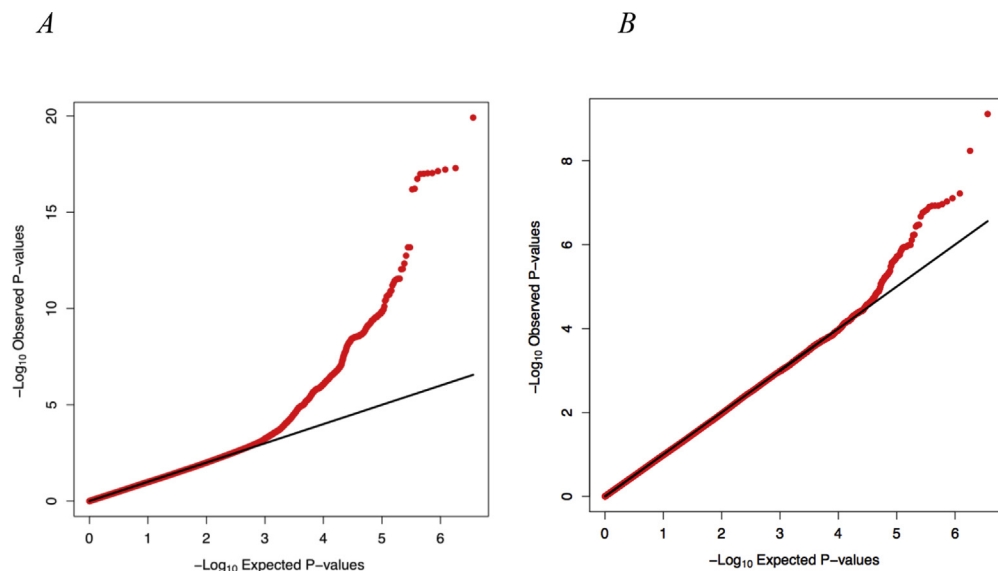 A
B
20
15
10
5
0
−Log10 Observed P−values
0 1 2 3 4 5 6
−Log10 Expected P−values
8
6
4
2
0
−Log10 Observed P−values
0 1 2 3 4 5 6
−Log10 Expected P−values